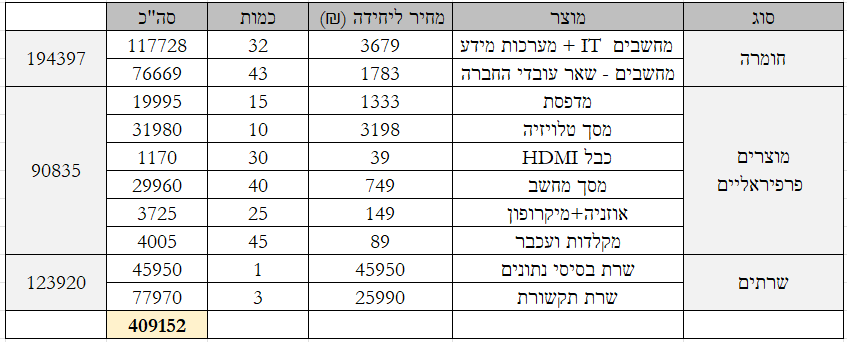 סוג מוצר מחיר ליחידה (₪) כמות סה"כ
חומרה מחשבים IT + מערכות מידע 3679 32 117728 194397
מחשבים - שאר עובדי החברה 1783 43 76669
מוצרים פרפיראליים מדפסת 1333 15 19995 90835
מסך טלויזיה 3198 10 31980
כבל HDMI 39 30 1170
מסך מחשב 749 40 29960
אוזניה+מיקרופון 149 25 3725
מקלדות ועכבר 89 45 4005
שרתים שרת בסיסי נתונים 45950 1 45950 123920
שרת תקשורת 25990 3 77970
409152